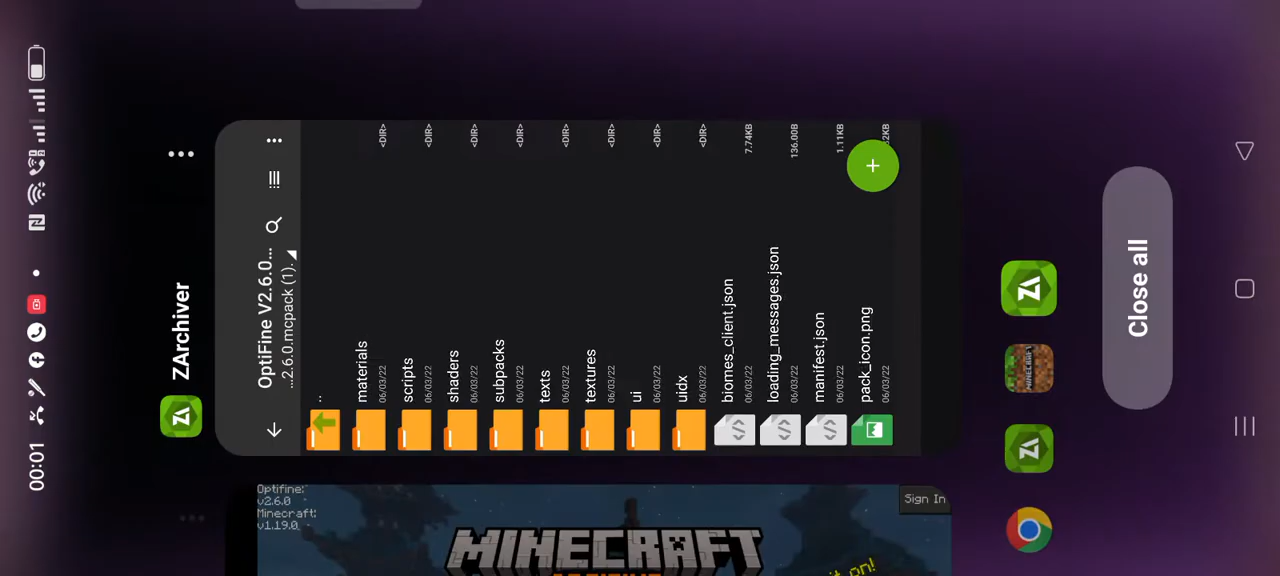 00:01
ZArchiver
OptiFine V2.6.0...
...2.6.0.mcpack (1).
..
materials
06/03/22
<DIR>
scripts
06/03/22
<DIR>
shaders
06/03/22
<DIR>
subpacks
06/03/22
<DIR>
texts
06/03/22
<DIR>
textures
06/03/22
<DIR>
ui
06/03/22
<DIR>
uidx
06/03/22
<DIR>
biomes_client.json
06/03/22
7.74KB
loading_messages.json
06/03/22
136.00B
manifest.json
06/03/22
1.11KB
pack_icon.png
06/03/22
+
Optifine:
v2.6.0
Minecraft:
v1.19.0
Sign In
MINECRAFT
ZA
MINECRAFT
ZA
ZA
Close all